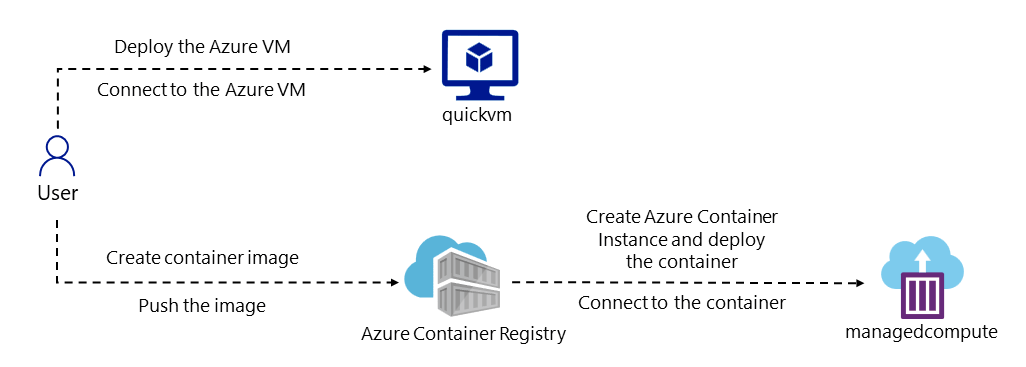 Deploy the Azure VM
Connect to the Azure VM
quickvm
User
Create container image
Push the image
Azure Container Registry
Create Azure Container
Instance and deploy
the container
Connect to the container
managedcompute